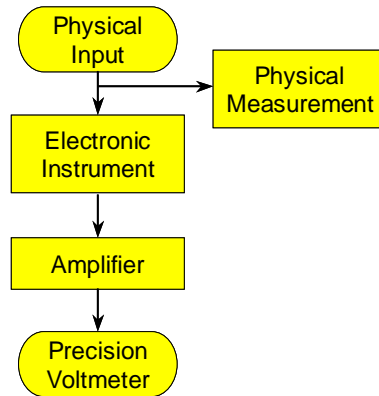 Physical
Input
Physical
Measurement
Electronic
Instrument
Amplifier
Precision
Voltmeter